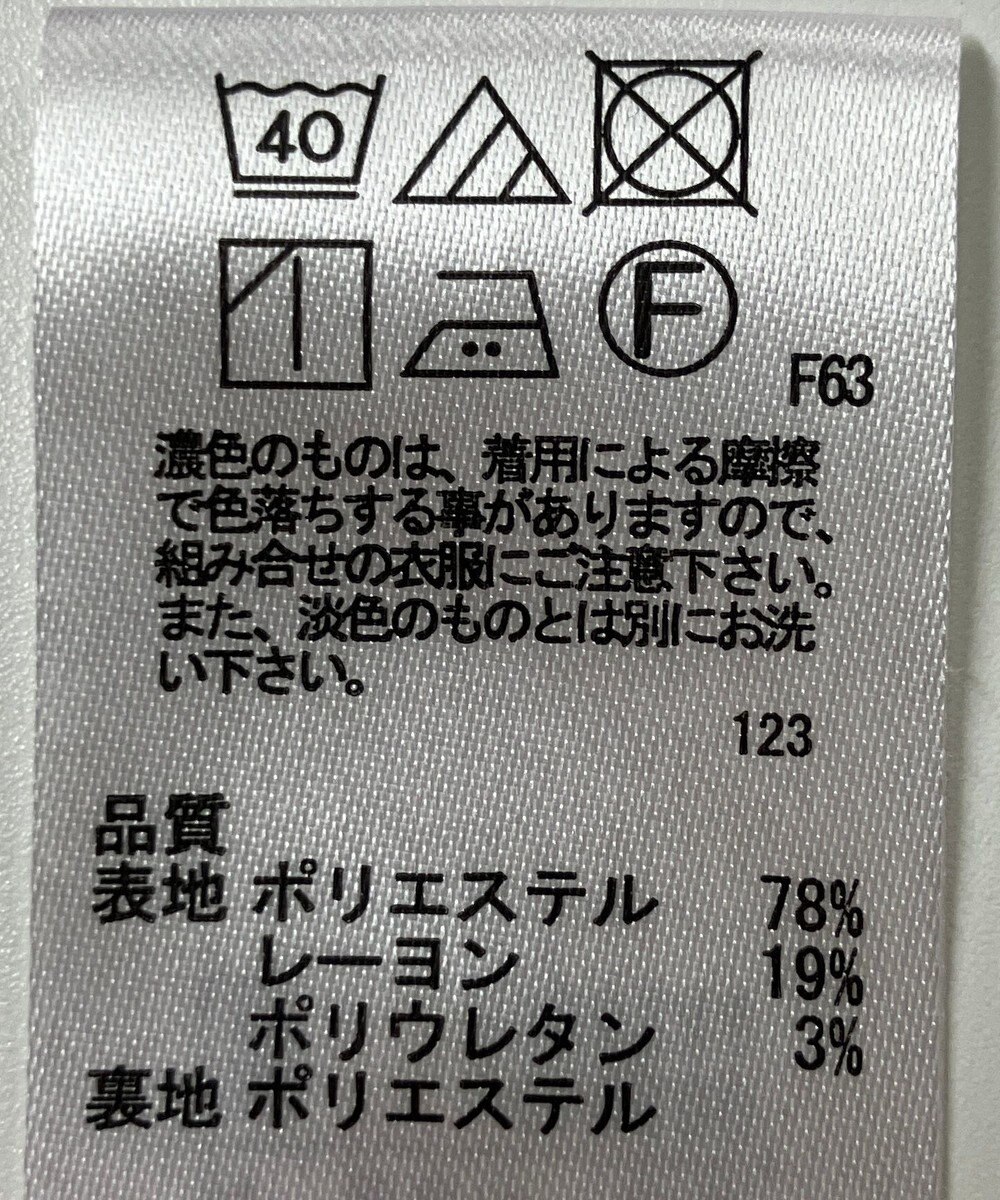 40
F
F63
濃色のものは、着用による摩擦
で色落ちする事がありますので、
組み合せの衣服にご注意下さい。
また、淡色のものとは別にお洗
い下さい。
123
品質
表地 ポリエステル 78%
レーヨン 19%
ポリウレタン 3%
裏地 ポリエステル